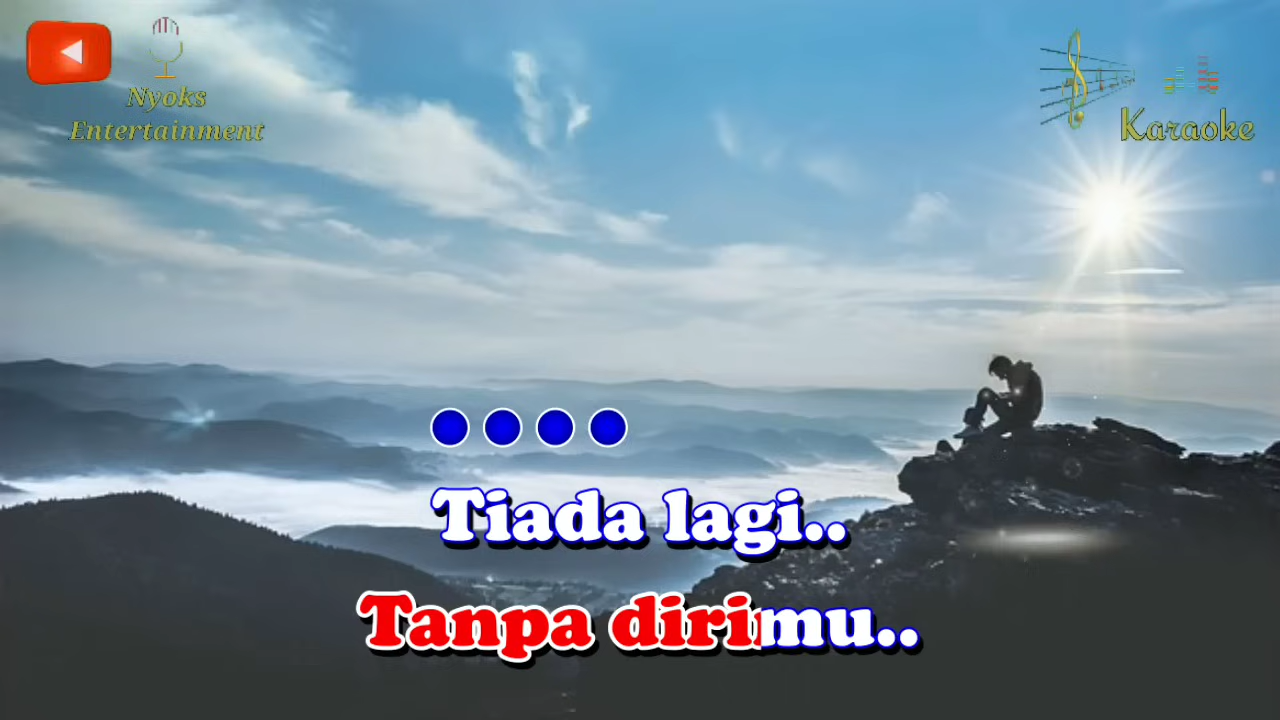 Nyoks
Entertainment
Karaoke
Tiada lagi..
Tanpa dirimu..